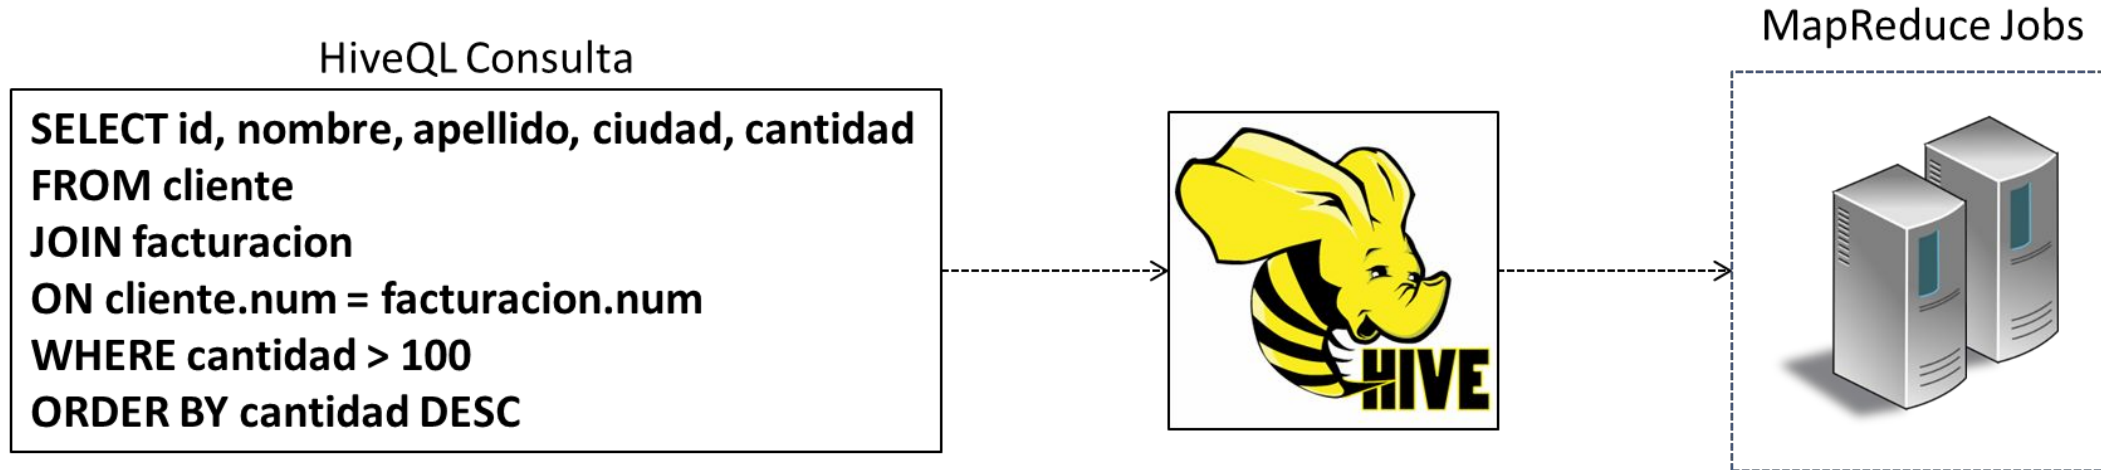 HiveQL Consulta
SELECT id, nombre, apellido, ciudad, cantidad
FROM cliente
JOIN facturacion
ON cliente.num = facturacion.num
WHERE cantidad > 100
ORDER BY cantidad DESC
HIVE
MapReduce Jobs